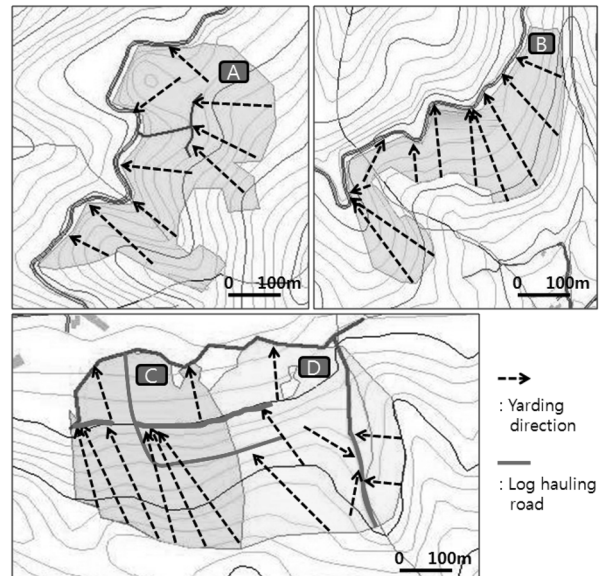 A
0 100m
B
0 100m
C
D
0 100m
: Yarding
direction
: Log hauling
road